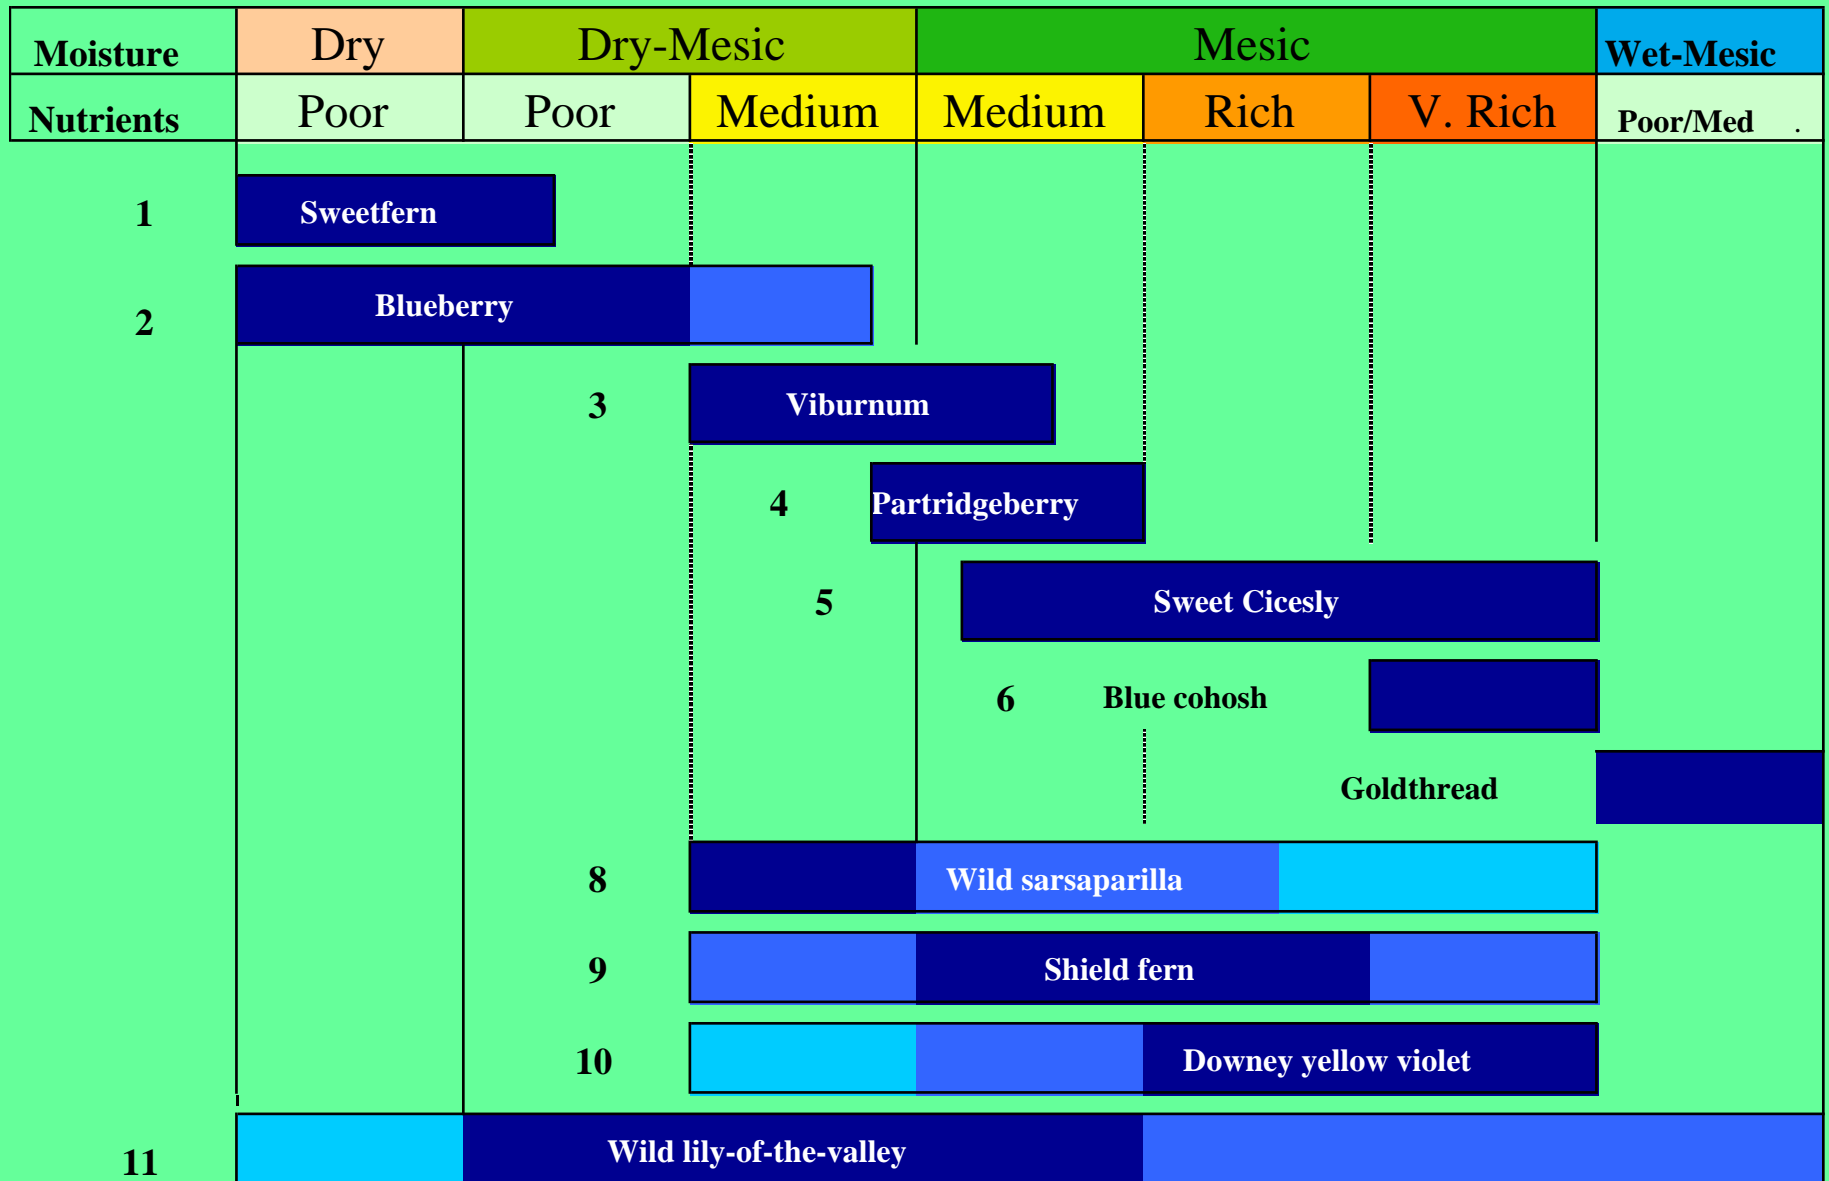 Moisture Dry Dry-Mesic Mesic Wet-Mesic
Nutrients Poor Poor Medium Medium Rich V. Rich Poor/Med .
1 Sweetfern
2 Blueberry
3 Viburnum
4 Partridgeberry
5 Sweet Cicesly
6 Blue cohosh
Goldthread
8 Wild sarsaparilla
9 Shield fern
10 Downey yellow violet
11 Wild lily-of-the-valley